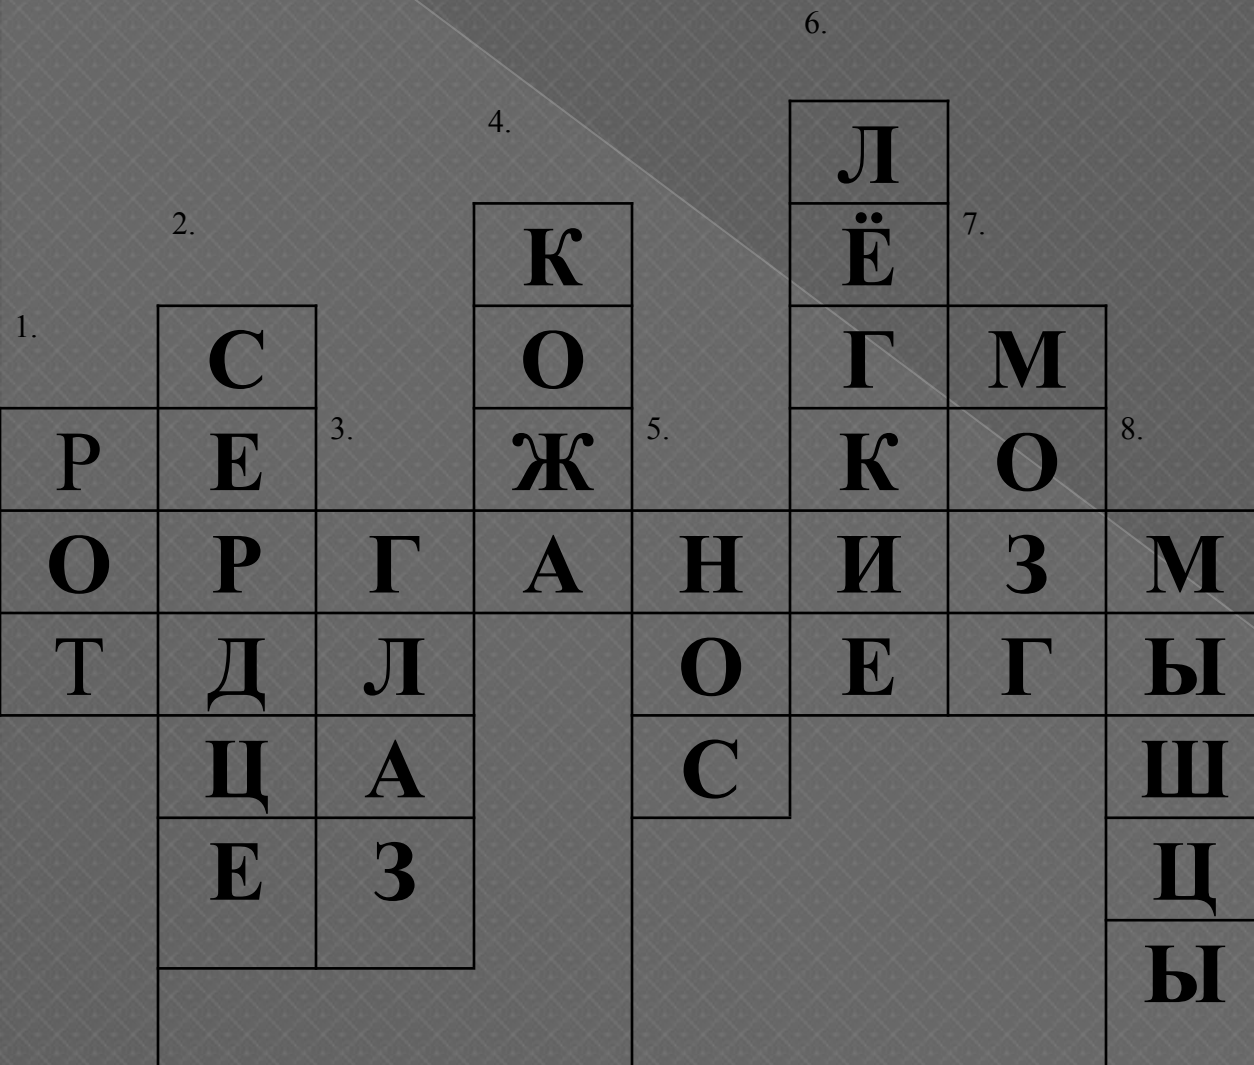 6.
4. Л
2. К Ё 7.
1. С О Г М
Р Е 3. Ж 5. К О 8.
О Р Г А Н И З М
Т Д Л О Е Г Ы
Ц А С Ш
Е З Ц
Ы